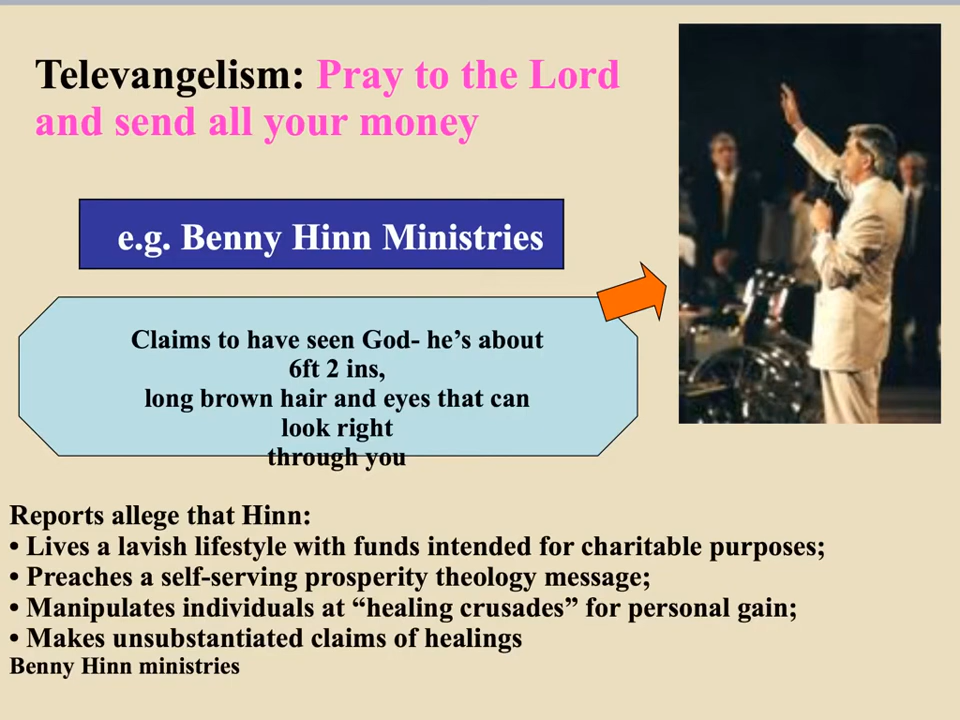 Televangelism: Pray to the Lord
and send all your money
e.g. Benny Hinn Ministries
Claims to have seen God- he’s about
6ft 2 ins,
long brown hair and eyes that can
look right
through you
Reports allege that Hinn:
• Lives a lavish lifestyle with funds intended for charitable purposes;
• Preaches a self-serving prosperity theology message;
• Manipulates individuals at “healing crusades” for personal gain;
• Makes unsubstantiated claims of healings
Benny Hinn ministries